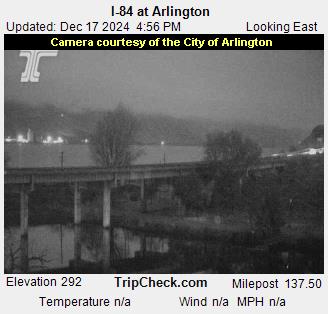 I-84 at Arlington
Updated: Dec 17 2024 4:56 PM Looking East
Camera courtesy of the City of Arlington
Elevation 292 TripCheck.com Milepost 137.50
Temperature n/a Wind n/a MPH n/a